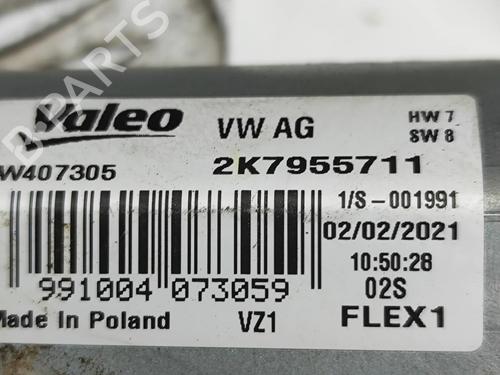 Valeo VW AG HW 7
SW 8
W407305 2K7955711
1/S-001991
02/02/2021
10:50:28
991004 073059 02S
Made In Poland VZ1 FLEX1
B-PARTS